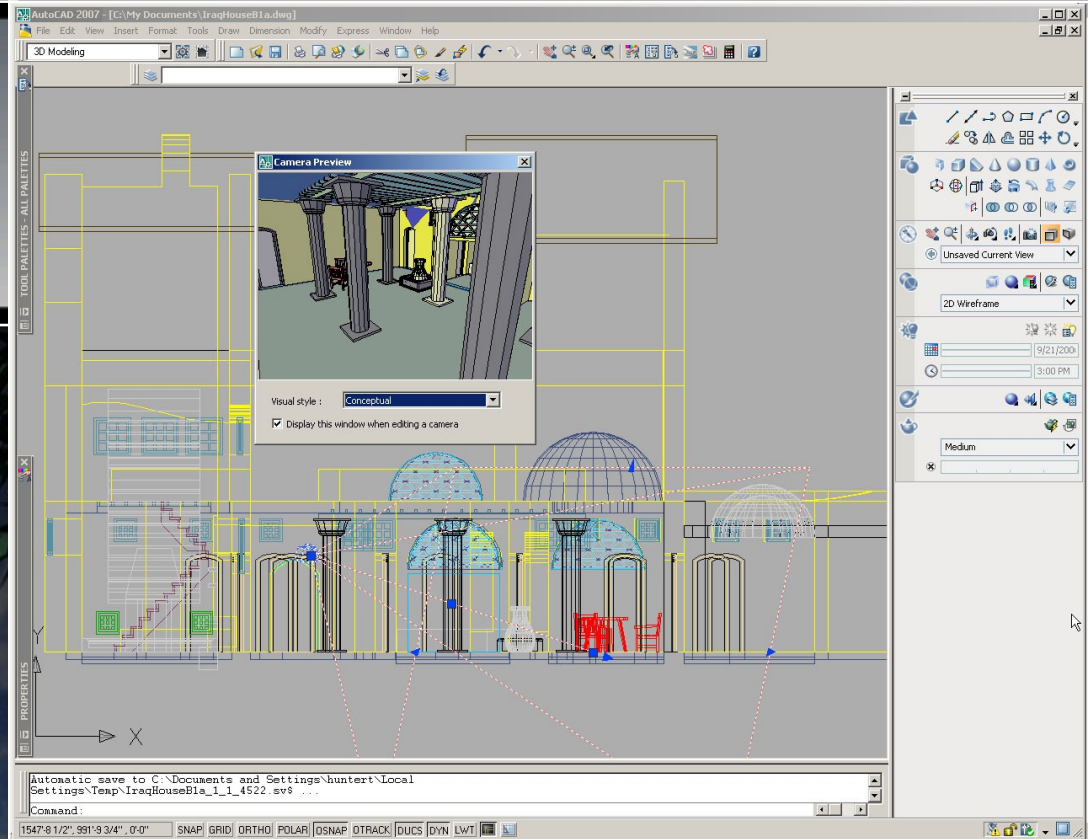 AutoCAD 2007 - [C:\My Documents\IraqHouseB1a.dwg]
File Edit View Insert Format Tools Draw Dimension Modify Express Window Help
3D Modeling
TOOL PALETTES - ALL PALETTES
Camera Preview
Visual style :
Conceptual
Display this window when editing a camera
Unsaved Current View
2D Wireframe
9/21/200
3:00 PM
Medium
PROPERTIES
Y
X
Automatic save to C:\Documents and Settings\huntert\Local
Settings\Temp\IraqHouseB1a_1_1_4522.sv$ ...
Command:
1547'-8 1/2", 991'-9 3/4" , 0'-0" SNAP GRID ORTHO POLAR OSNAP OTRACK DUCS DYN LWT